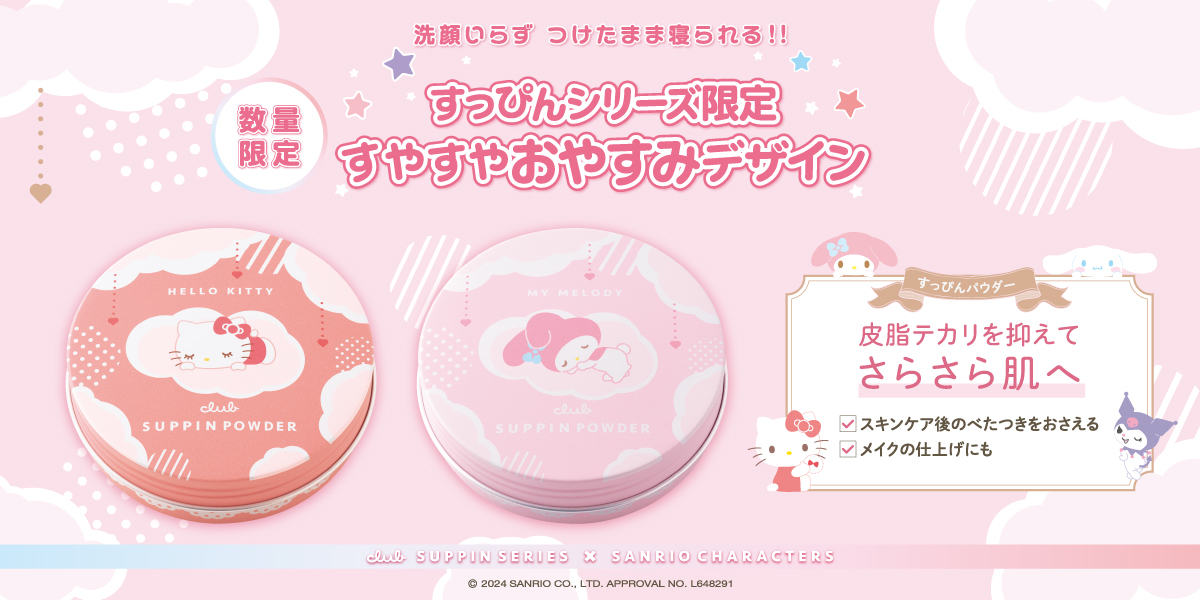 洗顔いらず つけたまま寝られる!!
数量
限定
すっぴんシリーズ限定
すやすやおやすみデザイン
HELLO KITTY
club
SUPPIN POWDER
MY MELODY
club
SUPPIN POWDER
すっぴんパウダー
皮脂テカリを抑えて
さらさら肌へ
スキンケア後のべたつきをおさえる
メイクの仕上げにも
club SUPPIN SERIES × SANRIO CHARACTERS
© 2024 SANRIO CO., LTD. APPROVAL NO. L648291